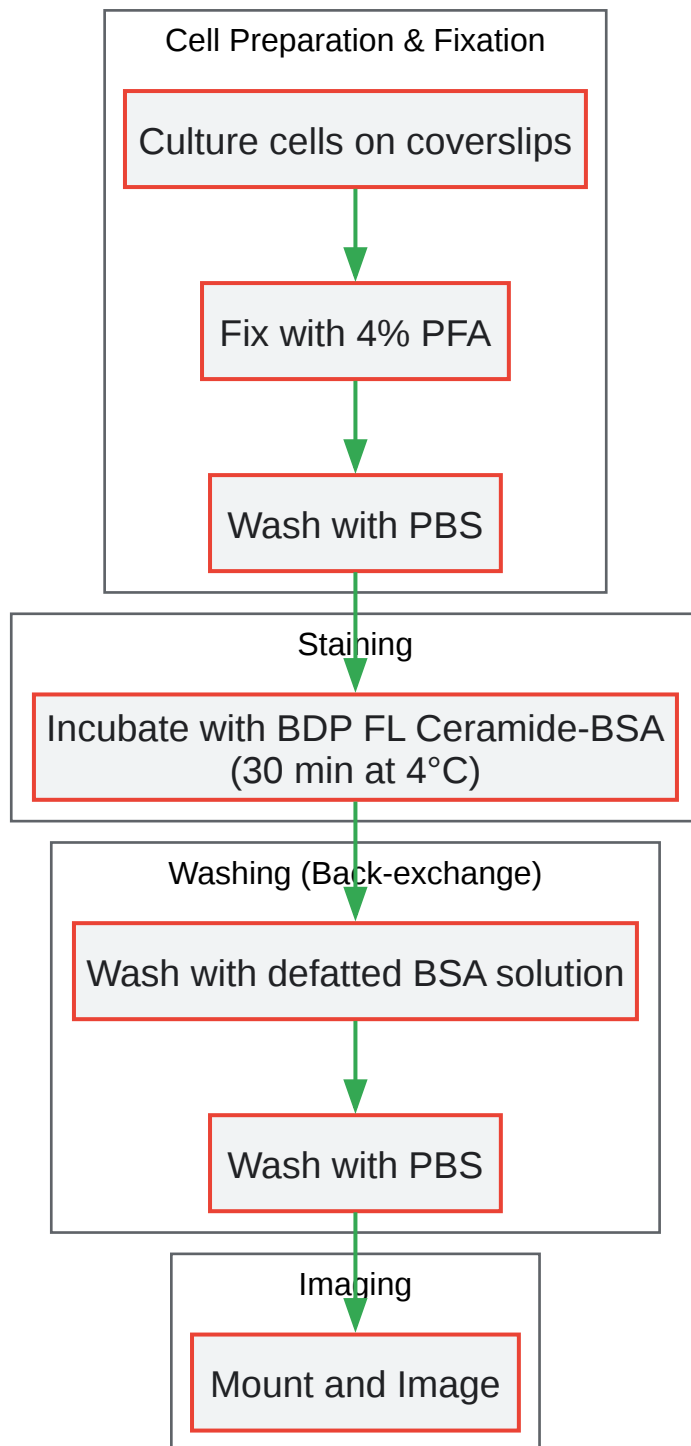 Cell Preparation & Fixation
Culture cells on coverslips
Fix with 4% PFA
Wash with PBS
Staining
Incubate with BDP FL Ceramide-BSA
(30 min at 4°C)
Washing (Back-exchange)
Wash with defatted BSA solution
Wash with PBS
Imaging
Mount and Image